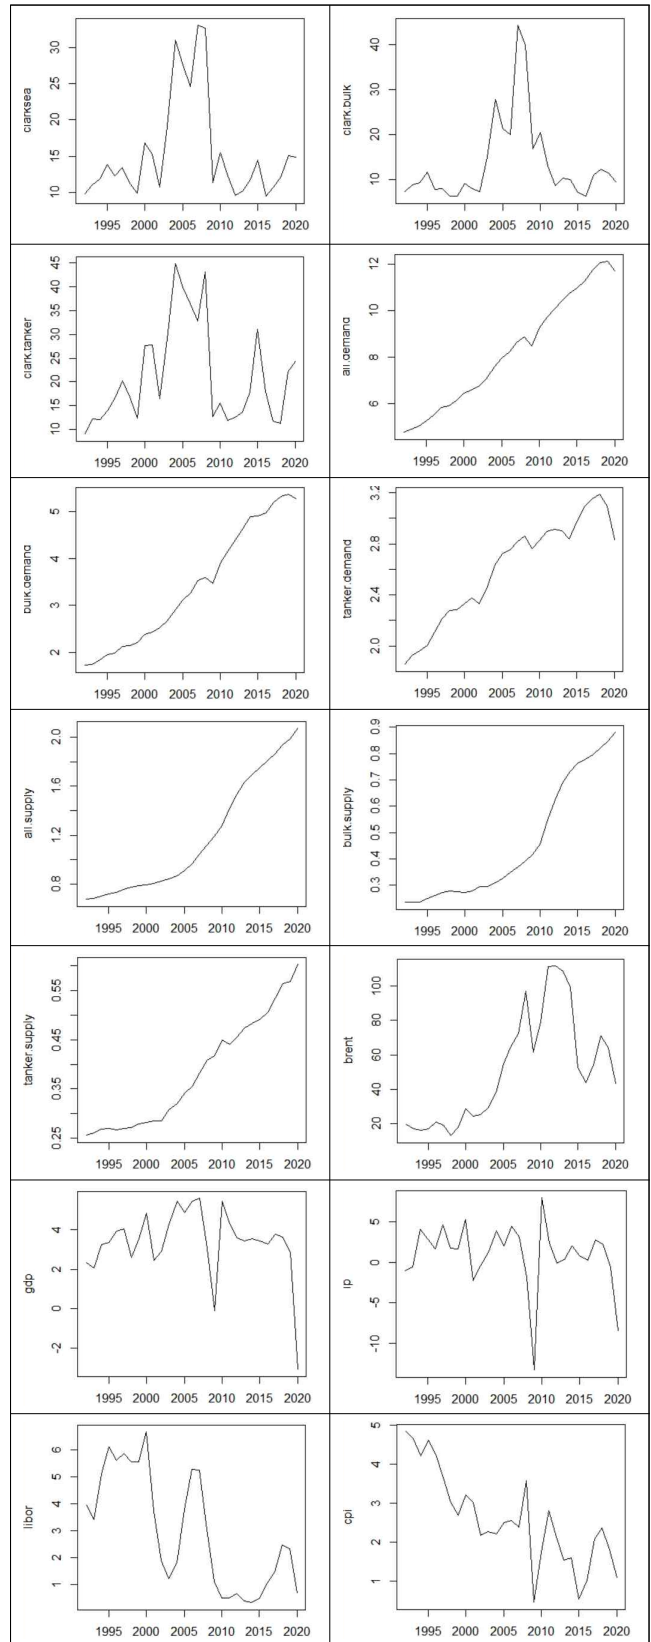 clarksea
10 15 20 25 30
1995 2000 2005 2010 2015 2020
clark.bulk
10 20 30 40
1995 2000 2005 2010 2015 2020
clark.tanker
10 15 20 25 30 35 45
1995 2000 2005 2010 2015 2020
all.demand
6 8 10 12
1995 2000 2005 2010 2015 2020
bulk.demand
2 3 4 5
1995 2000 2005 2010 2015 2020
tanker.demand
2.0 2.4 2.8 3.2
1995 2000 2005 2010 2015 2020
all.supply
0.8 1.2 1.6 2.0
1995 2000 2005 2010 2015 2020
bulk.supply
0.3 0.4 0.5 0.6 0.7 0.8 0.9
1995 2000 2005 2010 2015 2020
tanker.supply
0.25 0.35 0.45 0.55
1995 2000 2005 2010 2015 2020
brent
20 40 60 80 100
1995 2000 2005 2010 2015 2020
gdp
-2 0 2 4
1995 2000 2005 2010 2015 2020
ip
-10 -5 0 5
1995 2000 2005 2010 2015 2020
libor
1 2 3 4 5 6
1995 2000 2005 2010 2015 2020
cpi
1 2 3 4 5
1995 2000 2005 2010 2015 2020